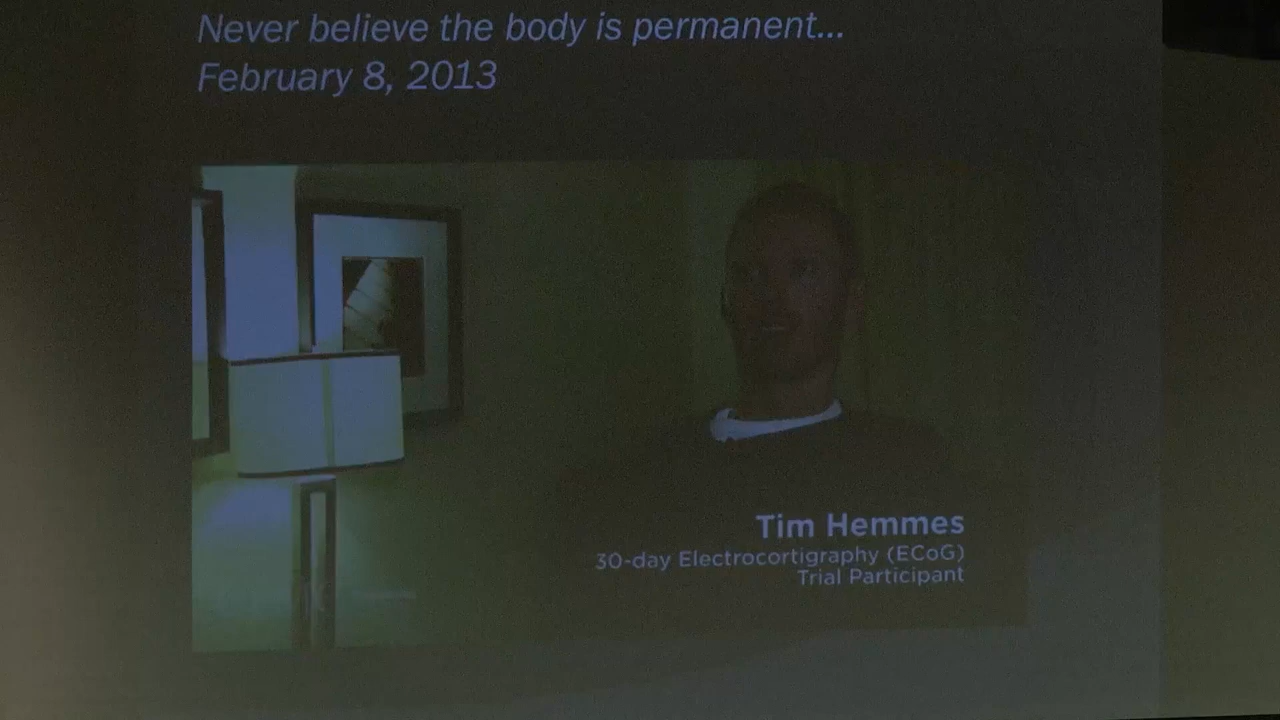 Never believe the body is permanent...
February 8, 2013
Tim Hemmes
30-day Electrocortigraphy (ECoG)
Trial Participant